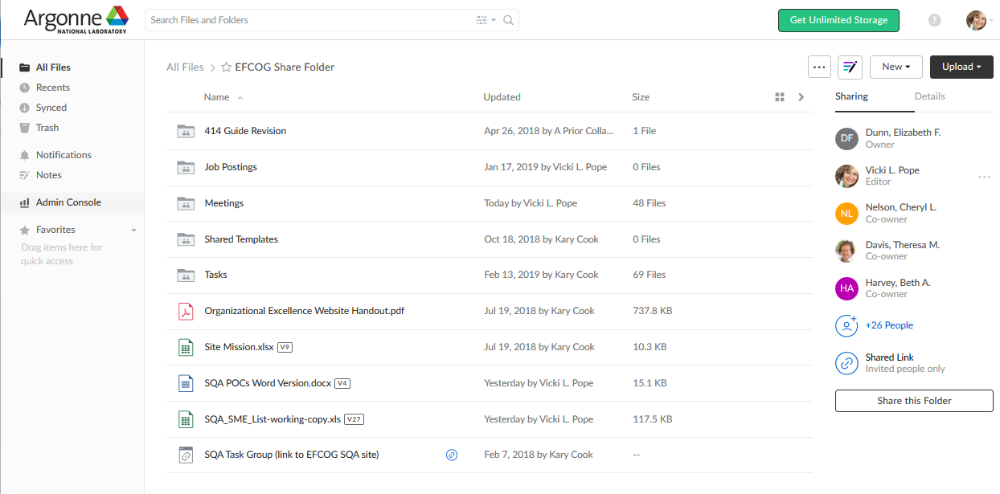 Argonne
NATIONAL LABORATORY
Search Files and Folders
Get Unlimited Storage
?
All Files
Recents
Synced
Trash
Notifications
Notes
Admin Console
Favorites
Drag items here for
quick access
All Files > EFCOG Share Folder
... New Upload
Name Updated Size
414 Guide Revision Apr 26, 2018 by A Prior Colla... 1 File
Job Postings Jan 17, 2019 by Vicki L. Pope 0 Files
Meetings Today by Vicki L. Pope 48 Files
Shared Templates Oct 18, 2018 by Kary Cook 0 Files
Tasks Feb 13, 2019 by Kary Cook 69 Files
Organizational Excellence Website Handout.pdf Jul 19, 2018 by Kary Cook 737.8 KB
Site Mission.xlsx V9 Jul 19, 2018 by Kary Cook 10.3 KB
SQA POCs Word Version.docx V4 Yesterday by Vicki L. Pope 15.1 KB
SQA_SME_List-working-copy.xls V27 Yesterday by Vicki L. Pope 117.5 KB
SQA Task Group (link to EFCOG SQA site) Feb 7, 2018 by Kary Cook --
Sharing Details
DF Dunn, Elizabeth F.
Owner
Vicki L. Pope
Editor
NL Nelson, Cheryl L.
Co-owner
Davis, Theresa M.
Co-owner
HA Harvey, Beth A.
Co-owner
+26 People
Shared Link
Invited people only
Share this Folder